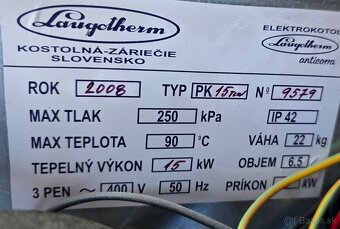 Laugotherm
KOSTOLNÁ-ZÁRIEČIE
SLOVENSKO
ELEKTROKOTOL
Laugotherm
anticorra
ROK 2008 TYP PK 15 Nº 9579
MAX TLAK 250 kPa IP 42
MAX TEPLOTA 90 °C VÁHA 22 kg
TEPELNÝ VÝKON 15 kW OBJEM 6,5 l
3 PEN ~ 400 V 50 Hz PRÍKON kW